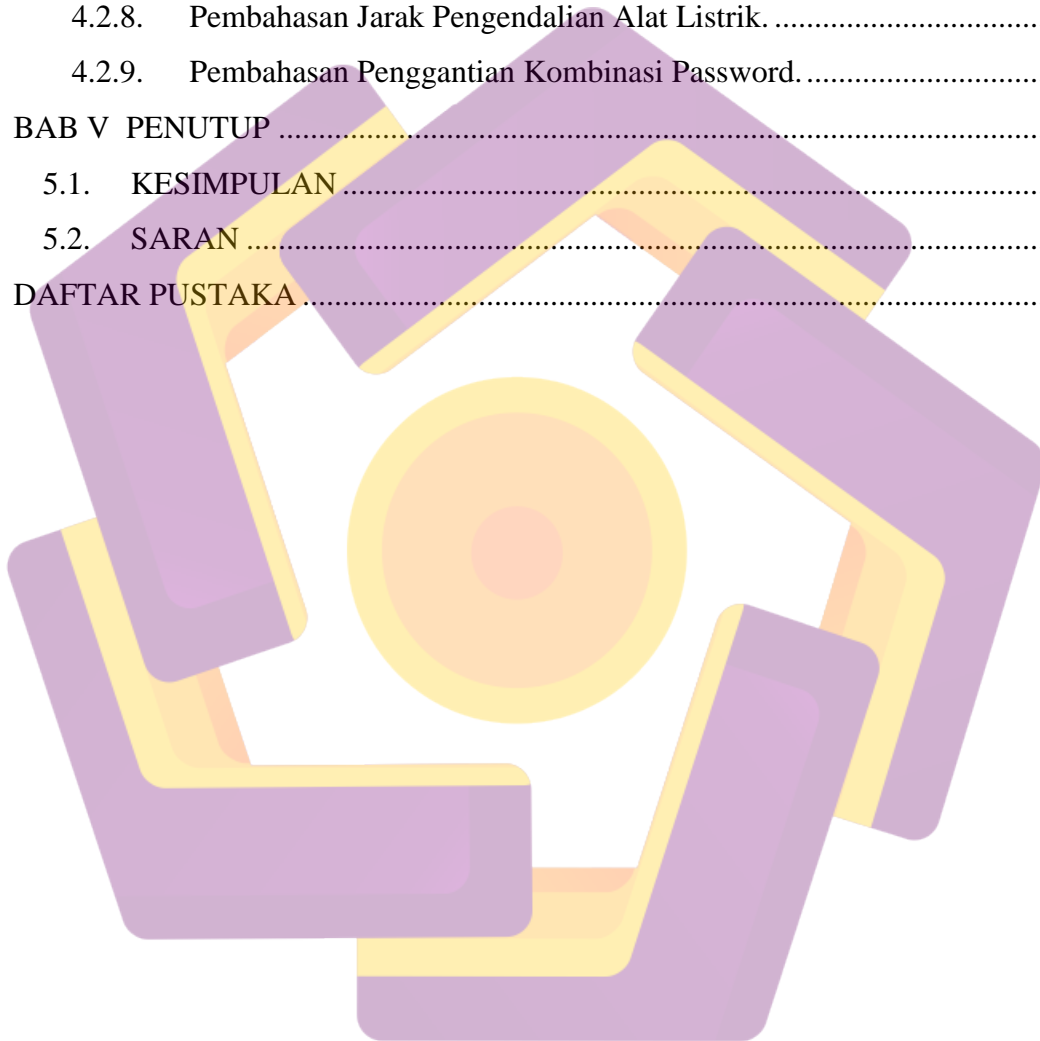 4.2.8. Pembahasan Jarak Pengendalian Alat Listrik. ........................................
4.2.9. Pembahasan Penggantian Kombinasi Password. ....................................
BAB V PENUTUP ........................................................................................
5.1. KESIMPULAN ..................................................................................
5.2. SARAN ..............................................................................................
DAFTAR PUSTAKA .....................................................................................